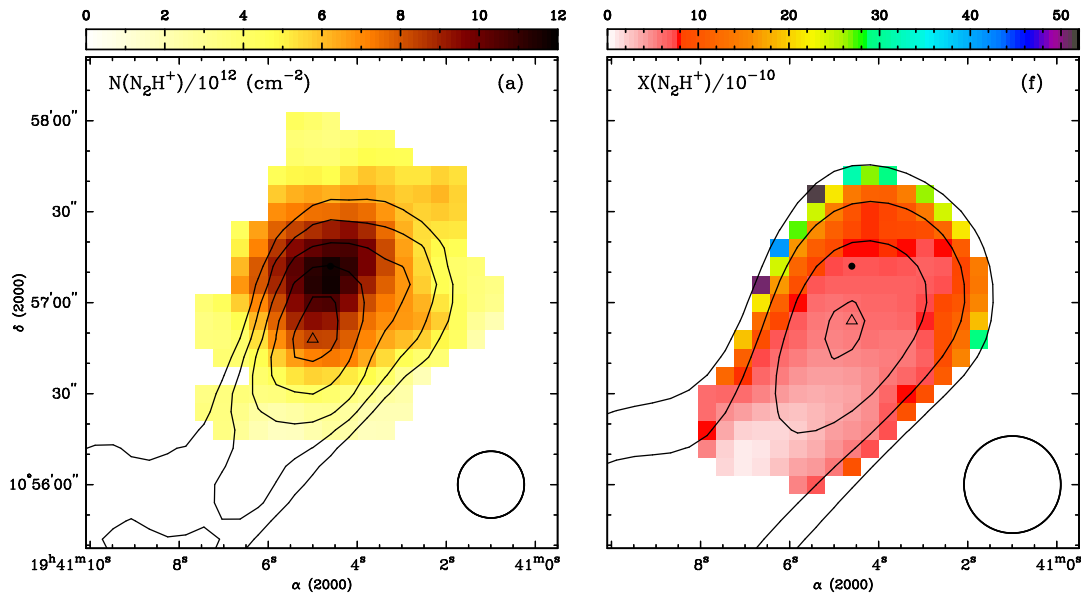 0 2 4 6 8 10 12
0 10 20 30 40 50
N(N₂H⁺)/10¹² (cm⁻²) (a)
X(N₂H⁺)/10⁻¹⁰ (f)
58'00"
30"
57'00"
30"
10°56'00"
δ (2000)
δ (2000)
19ʰ41ᵐ10ˢ 8ˢ 6ˢ 4ˢ 2ˢ 41ᵐ0ˢ
8ˢ 6ˢ 4ˢ 2ˢ 41ᵐ0ˢ
α (2000)
α (2000)